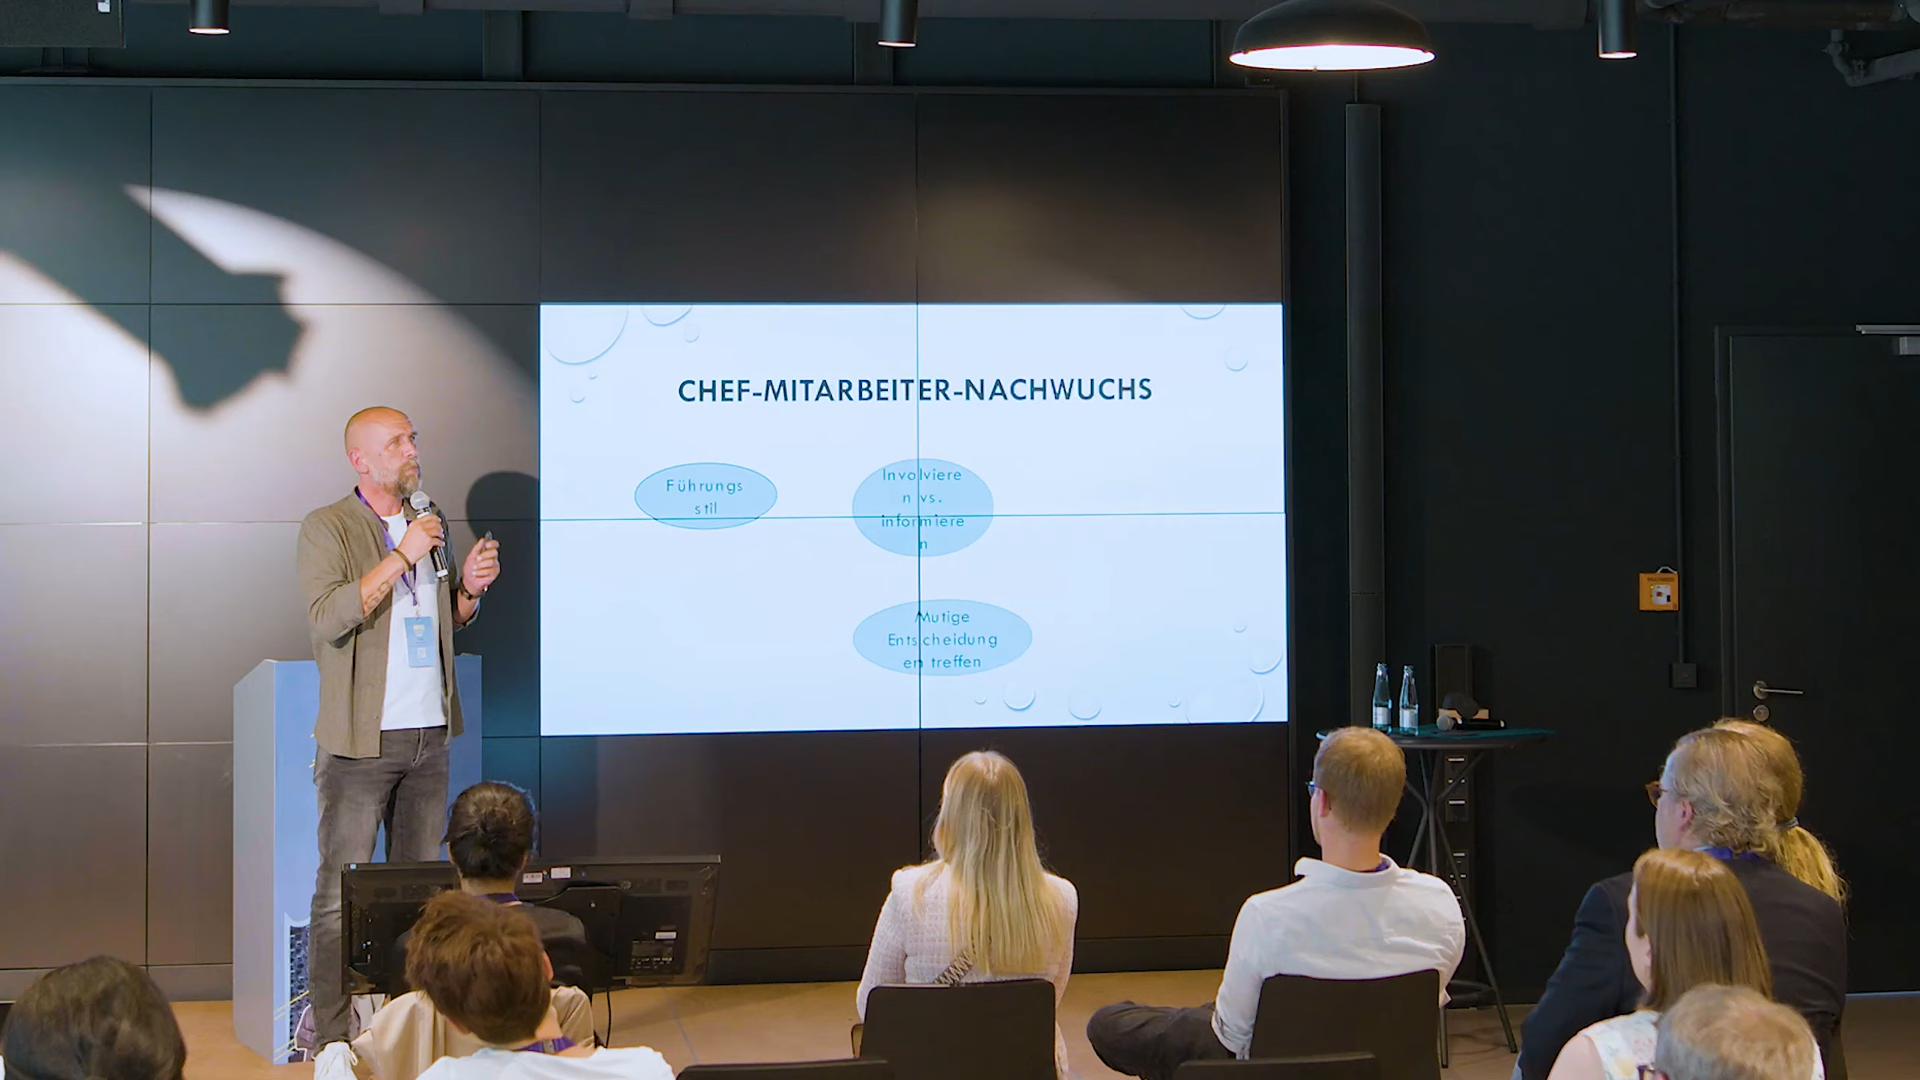 CHEF-MITARBEITER-NACHWUCHS
Führungs
stil
Involviere
n vs.
informiere
n
Mutige
Entscheidung
en treffen